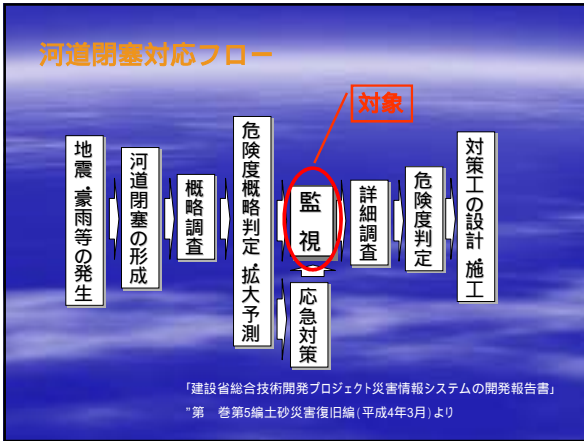 河道閉塞対応フロー
対象
地震・豪雨等の発生
河道閉塞の形成
概略調査
危険度概略判定・拡大予測
監視
応急対策
詳細調査
危険度判定
対策工の設計・施工
「建設省総合技術開発プロジェクト災害情報システムの開発報告書」
"第　巻第5編土砂災害復旧編(平成4年3月)より